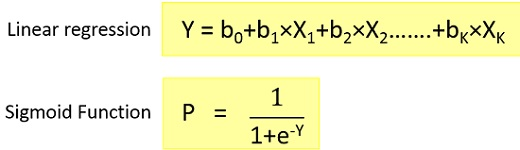 Linear regression Y = b₀+b₁×X₁+b₂×X₂…….+bₖ×Xₖ
Sigmoid Function P = 1 / 1+e⁻ʸ